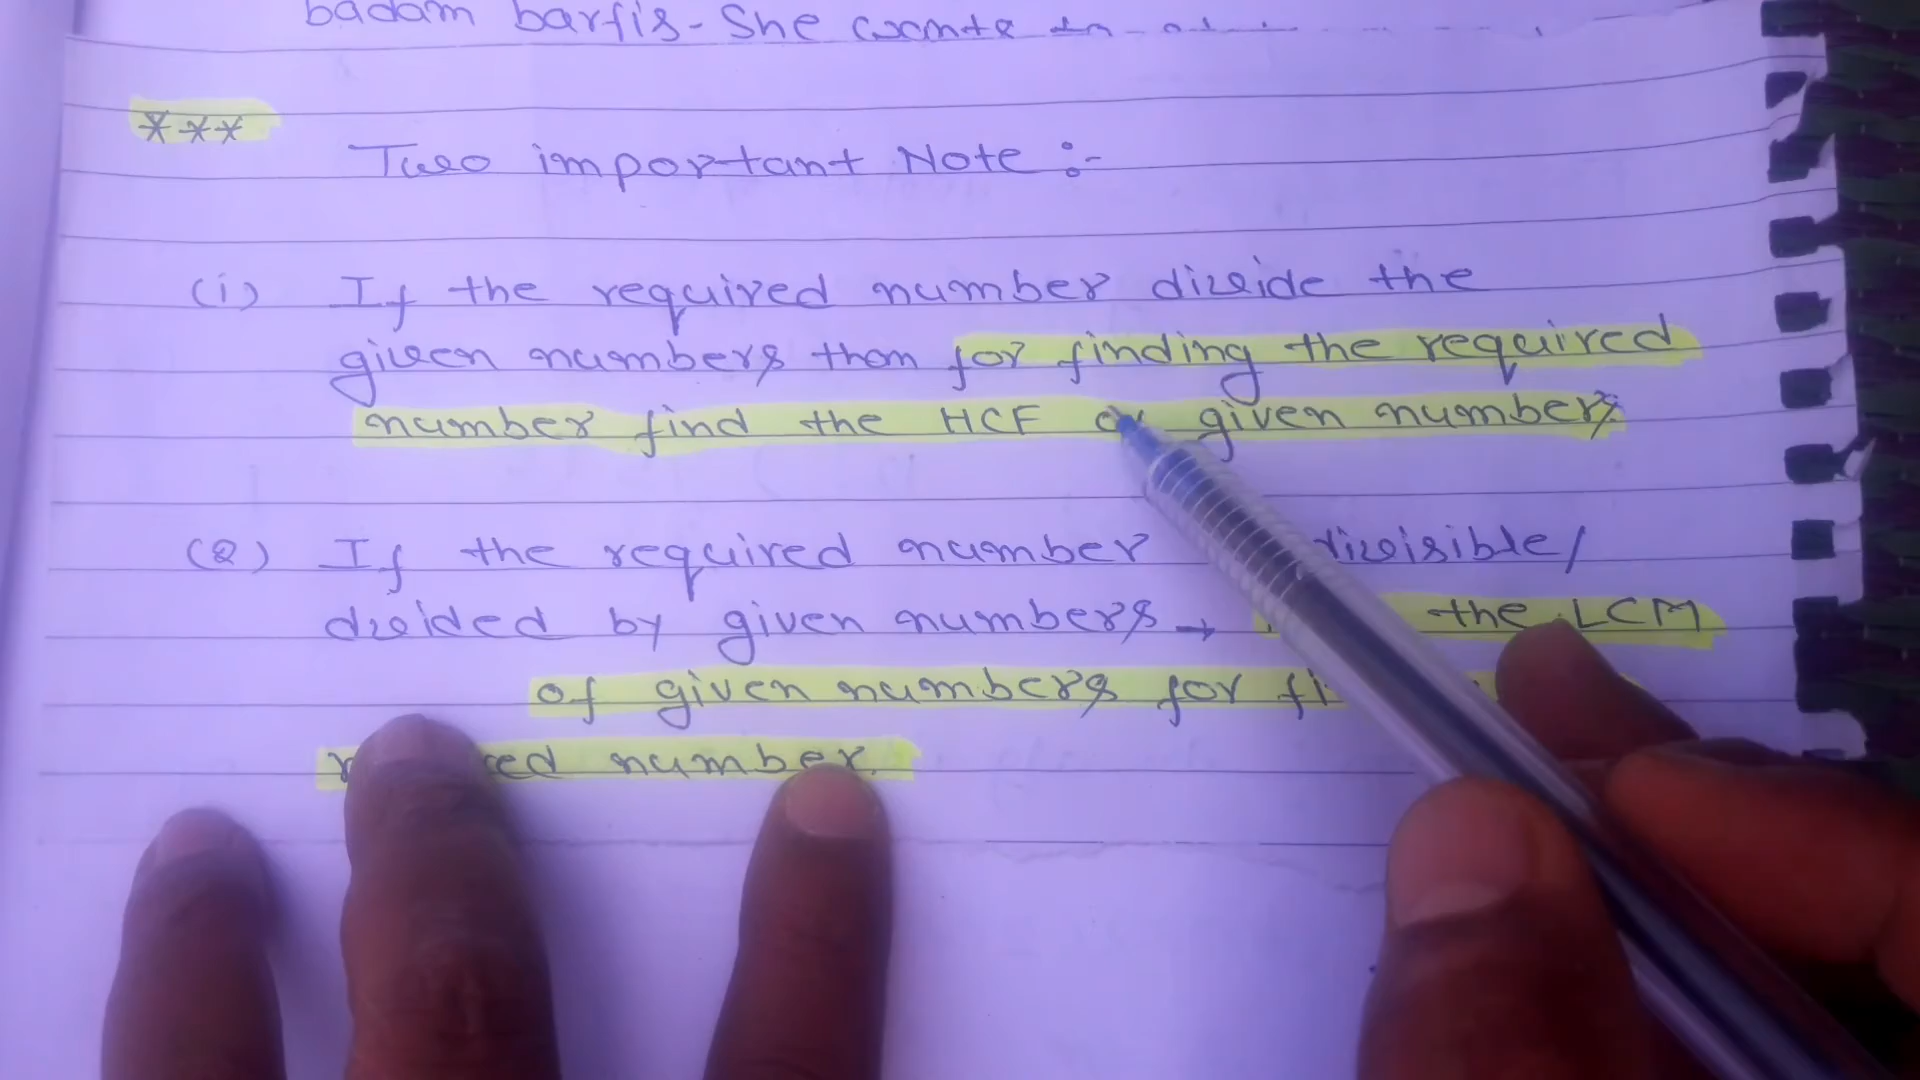 badam barfis - She wants
***
Two important Note :-
(i) If the required number divide the
given numbers then for finding the required
number find the HCF given numbers
(2) If the required number divisible/
divided by given numbers → the LCM
of given numbers for
number.